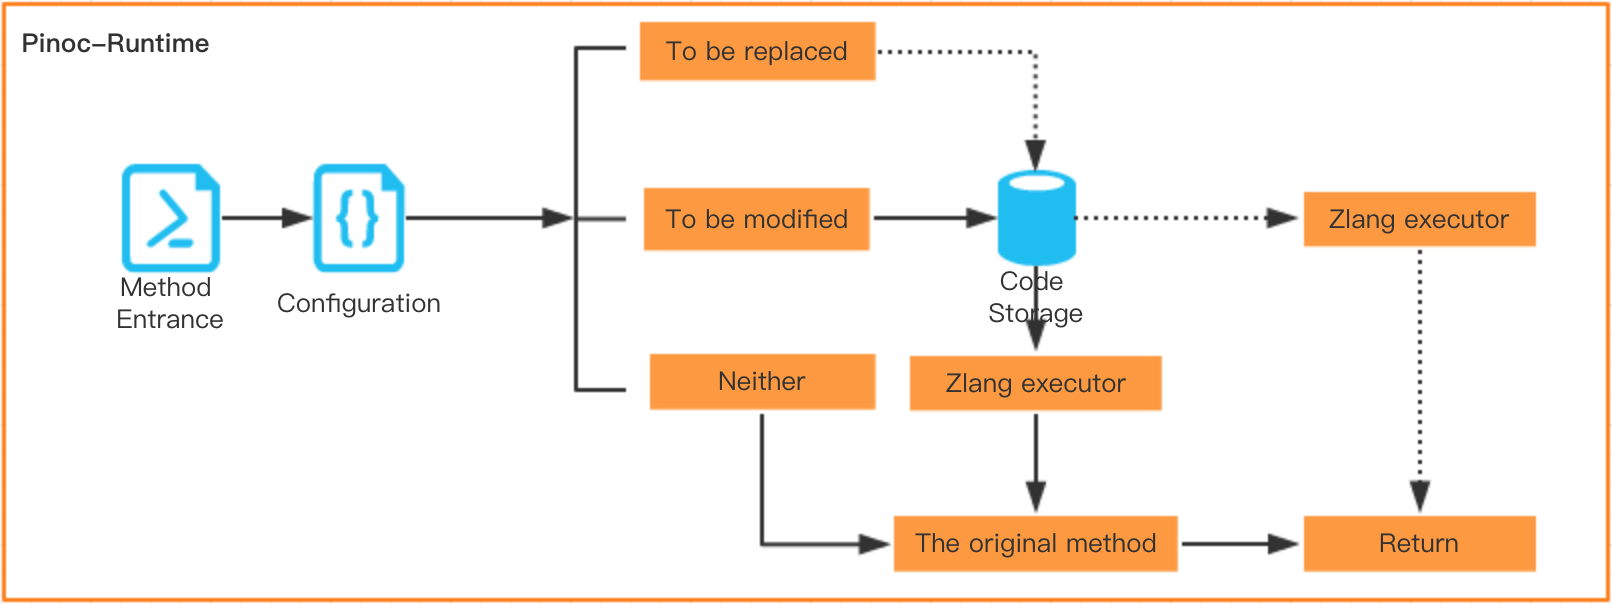 Pinoc-Runtime
To be replaced
Method
Entrance
Configuration
To be modified
Code
Storage
Zlang executor
Neither
Zlang executor
The original method
Return